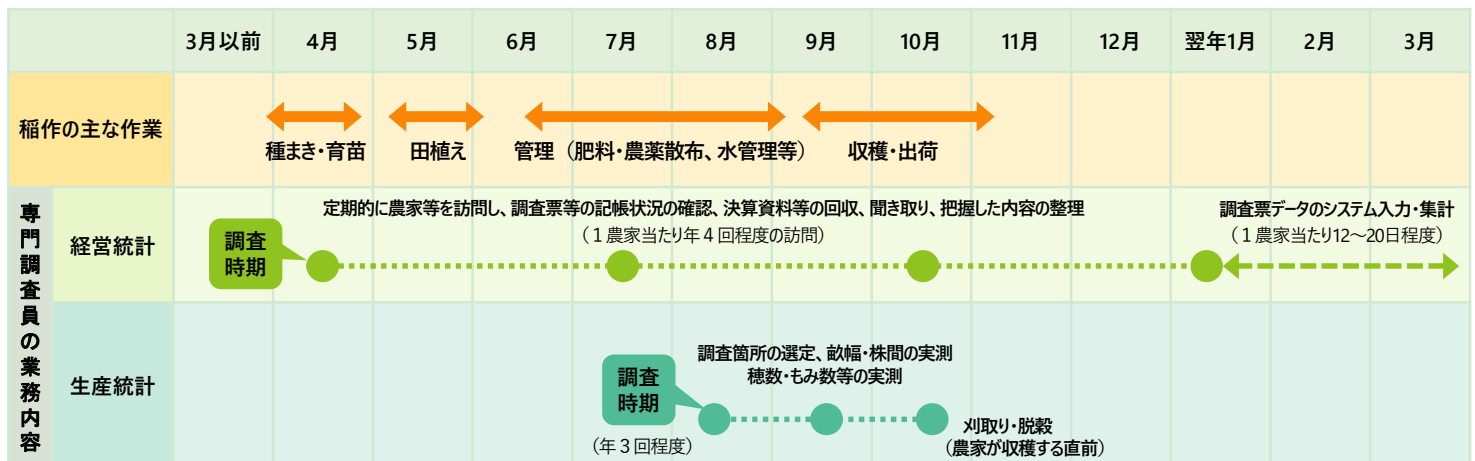 3月以前 4月 5月 6月 7月 8月 9月 10月 11月 12月 翌年1月 2月 3月
稲作の主な作業
種まき・育苗 田植え 管理（肥料・農薬散布、水管理等） 収穫・出荷
専門調査員の業務内容
経営統計
定期的に農家等を訪問し、調査票等の記帳状況の確認、決算資料等の回収、聞き取り、把握した内容の整理
（１農家当たり年４回程度の訪問）
調査
時期
調査票データのシステム入力・集計
（１農家当たり12～20日程度）
生産統計
調査箇所の選定、畝幅・株間の実測
穂数・もみ数等の実測
調査
時期
（年３回程度）
刈取り・脱穀
（農家が収穫する直前）